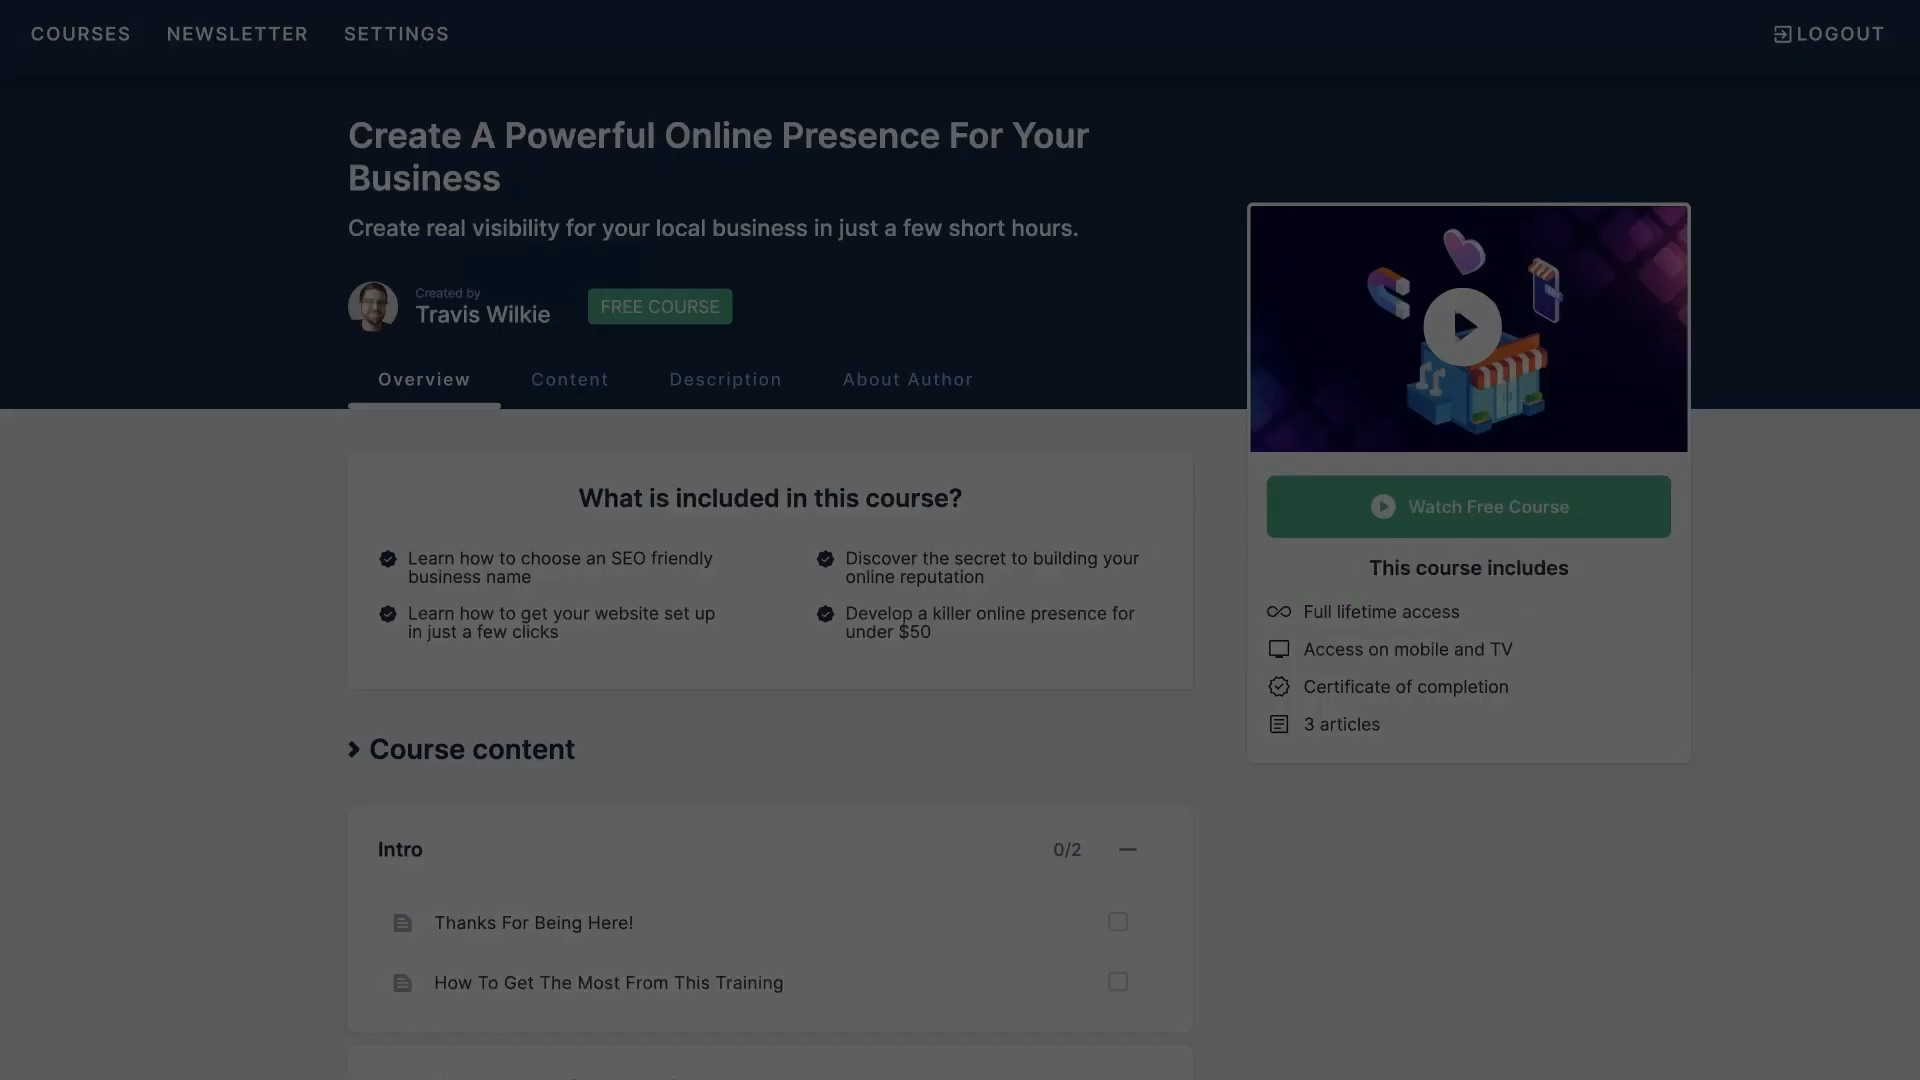 COURSES NEWSLETTER SETTINGS LOGOUT
Create A Powerful Online Presence For Your
Business
Create real visibility for your local business in just a few short hours.
Created by
Travis Wilkie
FREE COURSE
Overview Content Description About Author
What is included in this course?
Learn how to choose an SEO friendly
business name
Discover the secret to building your
online reputation
Learn how to get your website set up
in just a few clicks
Develop a killer online presence for
under $50
Watch Free Course
This course includes
Full lifetime access
Access on mobile and TV
Certificate of completion
3 articles
Course content
Intro 0/2
Thanks For Being Here!
How To Get The Most From This Training